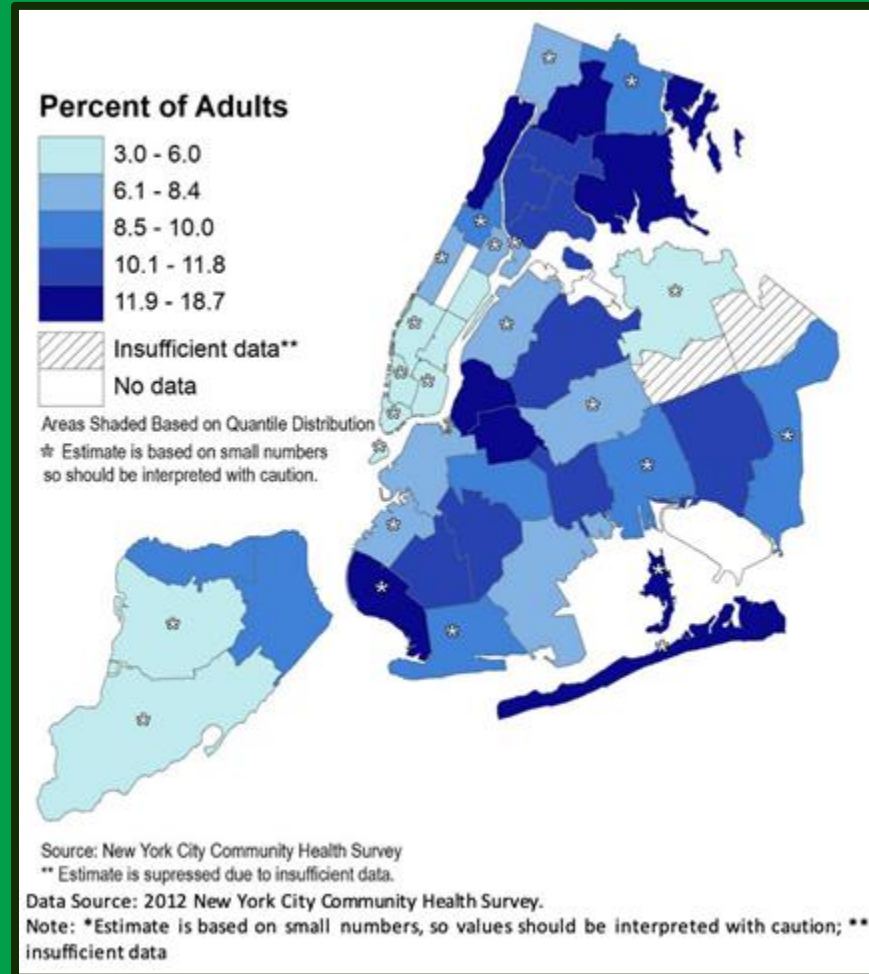 Percent of Adults
3.0 - 6.0
6.1 - 8.4
8.5 - 10.0
10.1 - 11.8
11.9 - 18.7
Insufficient data**
No data
Areas Shaded Based on Quantile Distribution
* Estimate is based on small numbers
so should be interpreted with caution.
Source: New York City Community Health Survey
** Estimate is supressed due to insufficient data.
Data Source: 2012 New York City Community Health Survey.
Note: *Estimate is based on small numbers, so values should be interpreted with caution; **
insufficient data